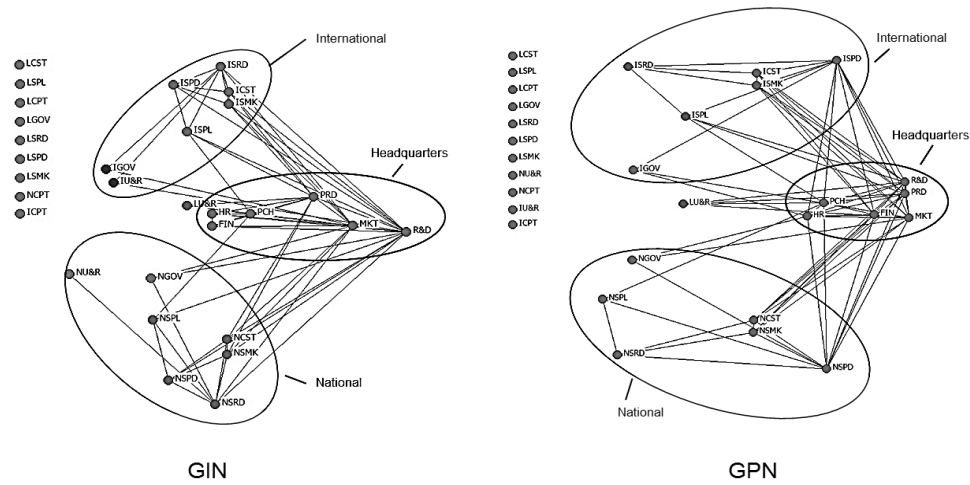 International
LCST
LSPL
LCPT
LGOV
LSRD
LSPD
LSMK
NCPT
ICPT
ISRD
ISPD
ICST
ISMK
ISPL
IGOV
IU&R
Headquarters
PRD
LU&R
HR
PCH
FIN
MKT
R&D
NU&R
NGOV
NSPL
NCST
NSMK
NSPD
NSRD
National
GIN
International
LCST
LSPL
LCPT
LGOV
LSRD
LSPD
LSMK
NU&R
NCPT
IU&R
ICPT
ISRD
ISPD
ICST
ISMK
ISPL
IGOV
Headquarters
R&D
PRD
LU&R
PCH
HR
FIN
MKT
NGOV
NSPL
NCST
NSMK
NSRD
NSPD
National
GPN